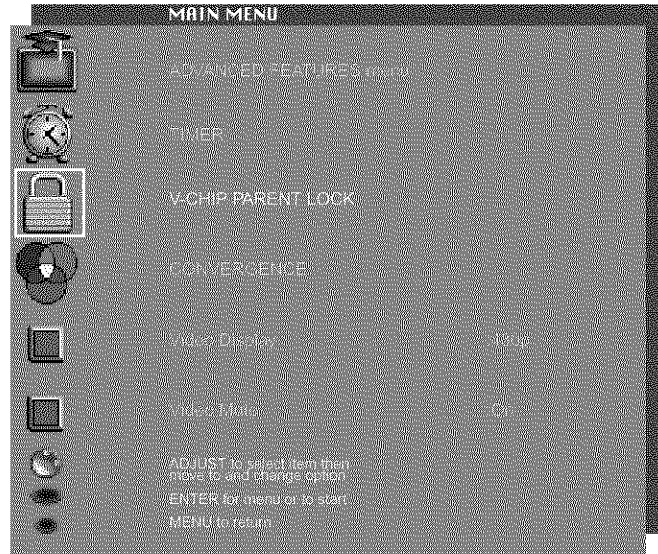 MAIN MENU
ADVANCED FEATURES menu
TIMER
V-CHIP PARENT LOCK
CONVERGENCE
Video Display
Video Mute
On
ADJUST to select item then
move to and change option
ENTER for menu or to start
MENU to return